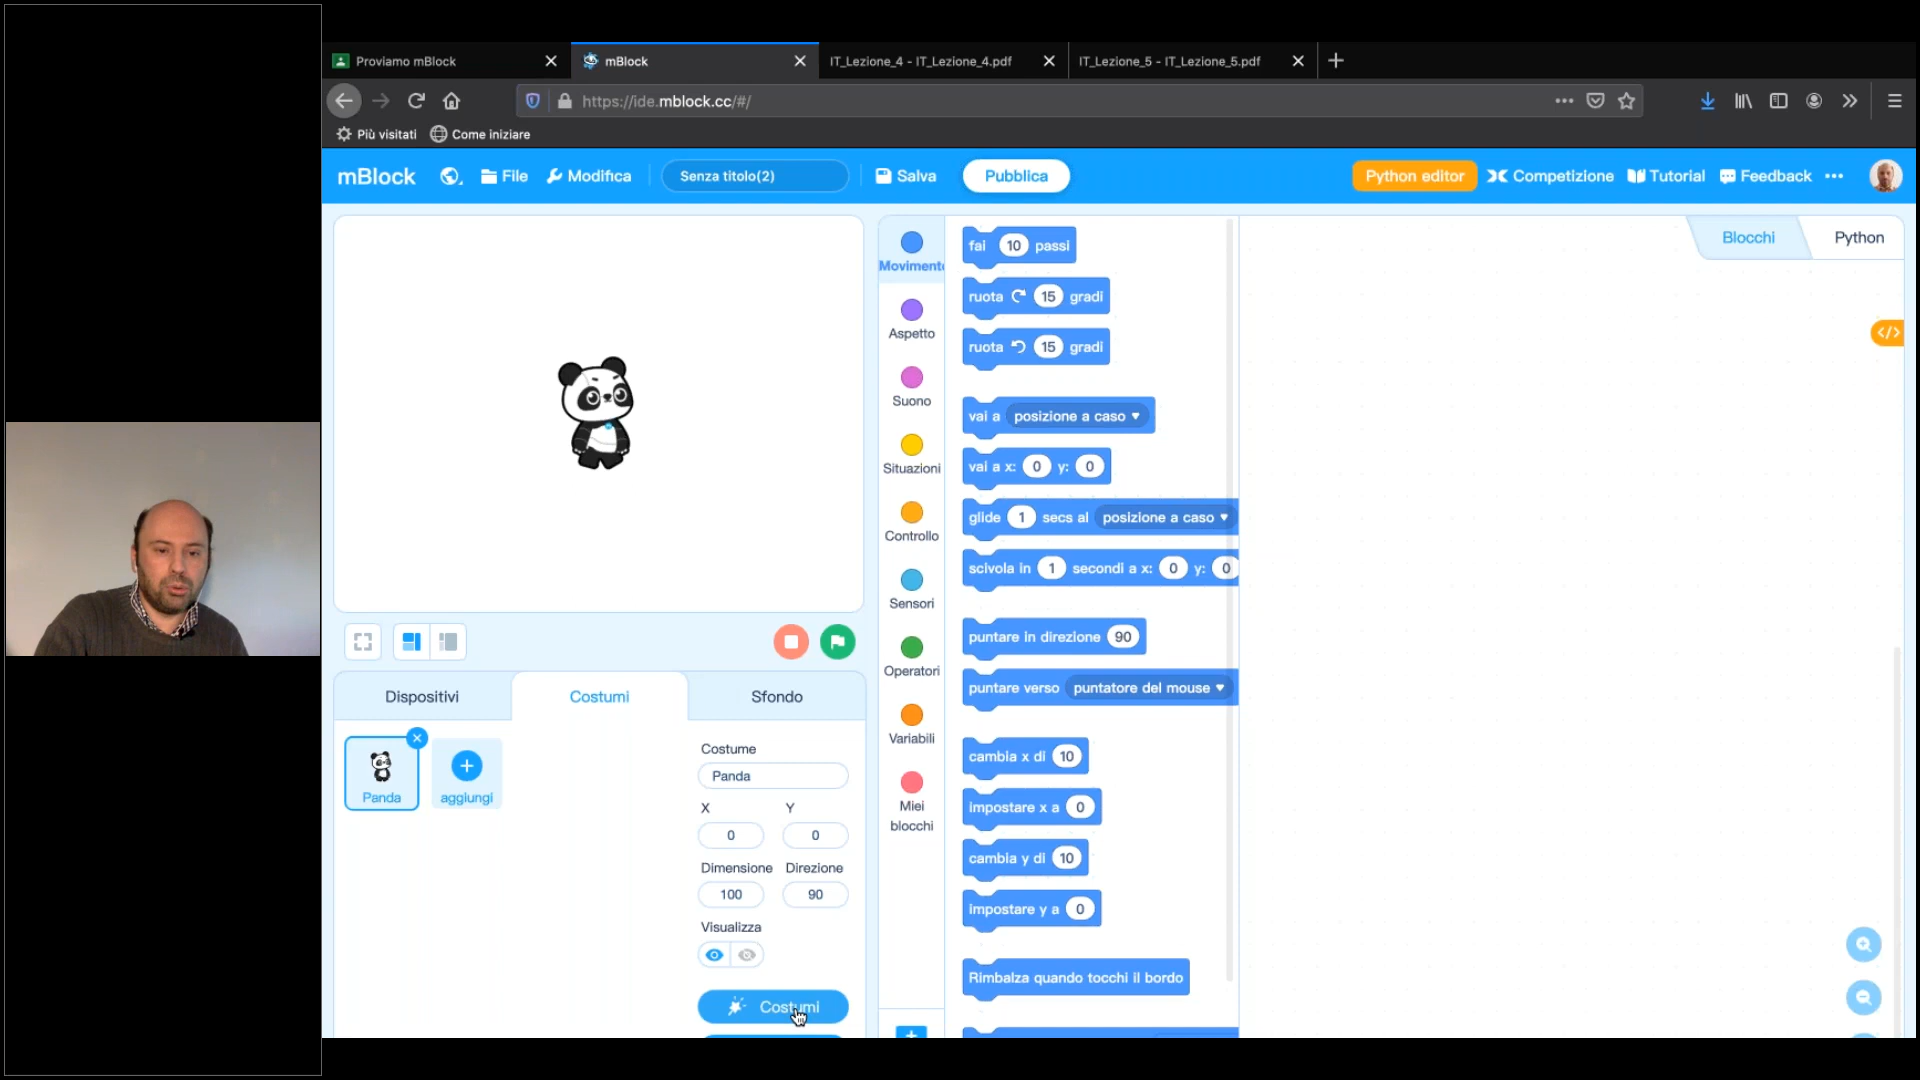 Proviamo mBlock
mBlock
IT_Lezione_4 - IT_Lezione_4.pdf
IT_Lezione_5 - IT_Lezione_5.pdf
https://ide.mblock.cc/#/
Più visitati
Come iniziare
mBlock
File
Modifica
Senza titolo(2)
Salva
Pubblica
Python editor
Competizione
Tutorial
Feedback
Dispositivi
Costumi
Sfondo
Panda
aggiungi
Costume
Panda
X Y
0 0
Dimensione Direzione
100 90
Visualizza
Costumi
Movimento
Aspetto
Suono
Situazioni
Controllo
Sensori
Operatori
Variabili
Miei
blocchi
fai 10 passi
ruota 15 gradi
ruota 15 gradi
vai a posizione a caso
vai a x: 0 y: 0
glide 1 secs al posizione a caso
scivola in 1 secondi a x: 0 y: 0
puntare in direzione 90
puntare verso puntatore del mouse
cambia x di 10
impostare x a 0
cambia y di 10
impostare y a 0
Rimbalza quando tocchi il bordo
Blocchi
Python
</>